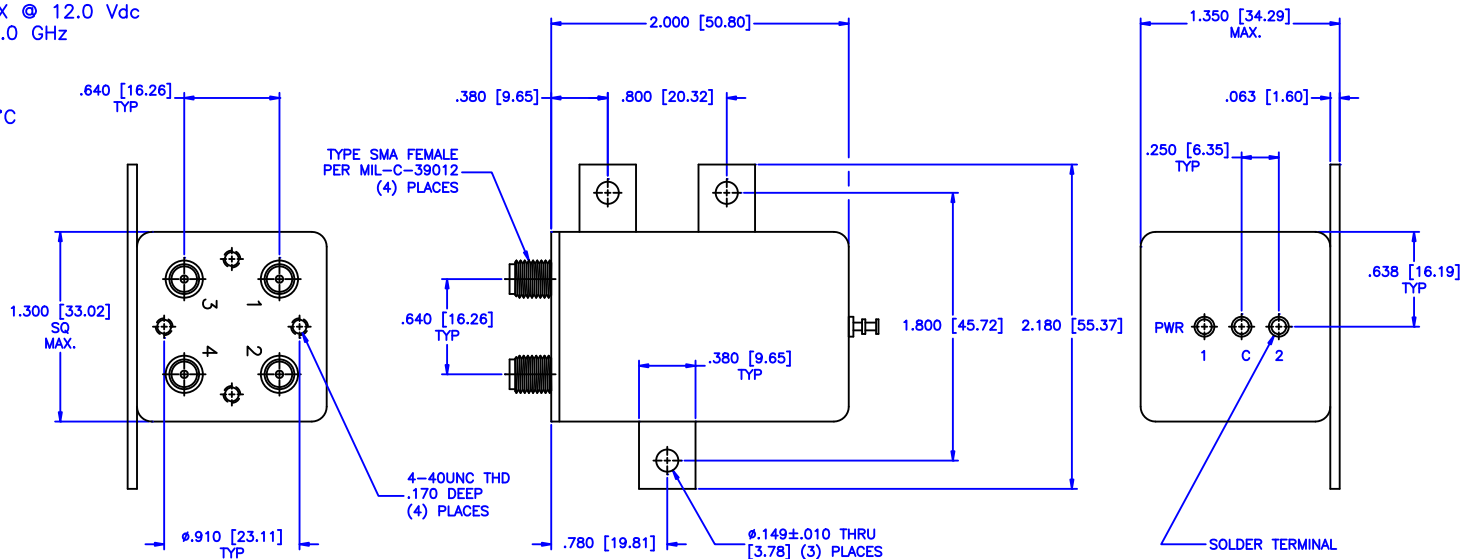 X @ 12.0 Vdc
.0 GHz
°C
.640 [16.26]
TYP
1.300 [33.02]
SQ
MAX.
3
1
4
2
ø.910 [23.11]
TYP
4-40UNC THD
.170 DEEP
(4) PLACES
2.000 [50.80]
.380 [9.65]
.800 [20.32]
TYPE SMA FEMALE
PER MIL-C-39012
(4) PLACES
.640 [16.26]
TYP
.380 [9.65]
TYP
1.800 [45.72]
2.180 [55.37]
.780 [19.81]
ø.149±.010 THRU
[3.78] (3) PLACES
1.350 [34.29]
MAX.
.063 [1.60]
.250 [6.35]
TYP
.638 [16.19]
TYP
PWR
1 C 2
SOLDER TERMINAL